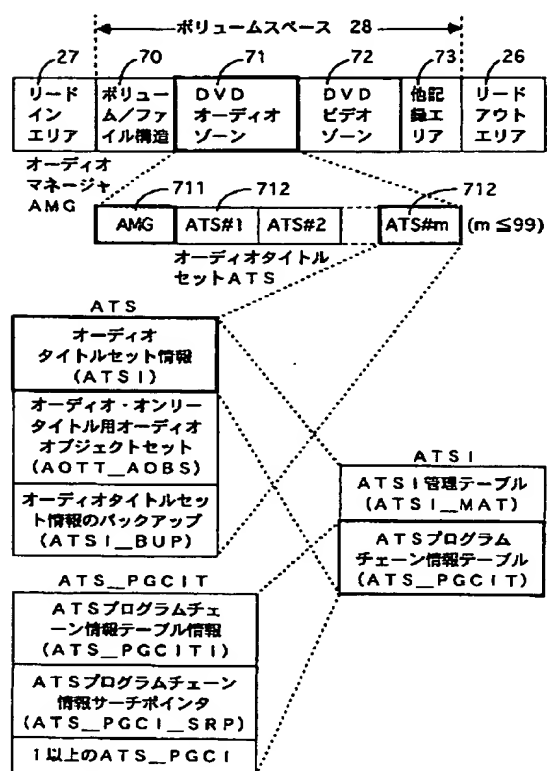 ボリュームスペース 28
27 70 71 72 73 26
リード
イン
エリア
ボリュー
ム／ファ
イル構造
DVD
オーディオ
ゾーン
DVD
ビデオ
ゾーン
他記
録エ
リア
リード
アウト
エリア
オーディオ
マネージャ
AMG
711 712 712
AMG ATS#1 ATS#2 ATS#m (m≦99)
オーディオタイトル
セットATS
ATS
オーディオ
タイトルセット情報
(ATSI)
オーディオ・オンリー
タイトル用オーディオ
オブジェクトセット
(AOTT__AOBS)
オーディオタイトルセッ
ト情報のバックアップ
(ATSI__BUP)
ATSI
ATSI管理テーブル
(ATSI__MAT)
ATSプログラム
チェーン情報テーブル
(ATS__PGCIT)
ATS__PGCIT
ATSプログラムチェ
ーン情報テーブル情報
(ATS__PGCITI)
ATSプログラムチェーン
情報サーチポインタ
(ATS__PGCI__SRP)
1以上のATS__PGCI